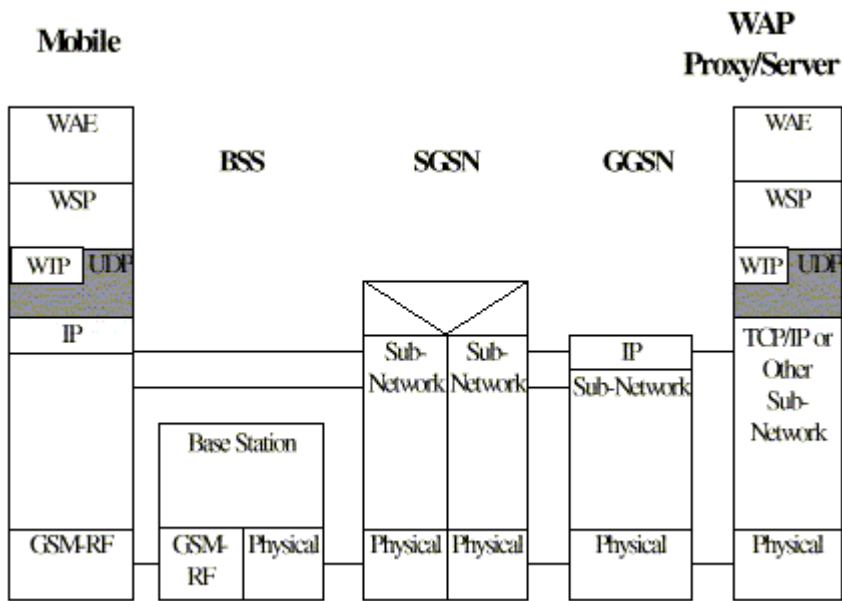 Mobile
WAE
WSP
WTP UDP
IP
GSM-RF
BSS
Base Station
GSM-
RF
Physical
SGSN
Sub-
Network
Sub-
Network
Physical
Physical
GGSN
IP
Sub-Network
Physical
WAP
Proxy/Server
WAE
WSP
WTP UDP
TCP/IP or
Other
Sub-
Network
Physical